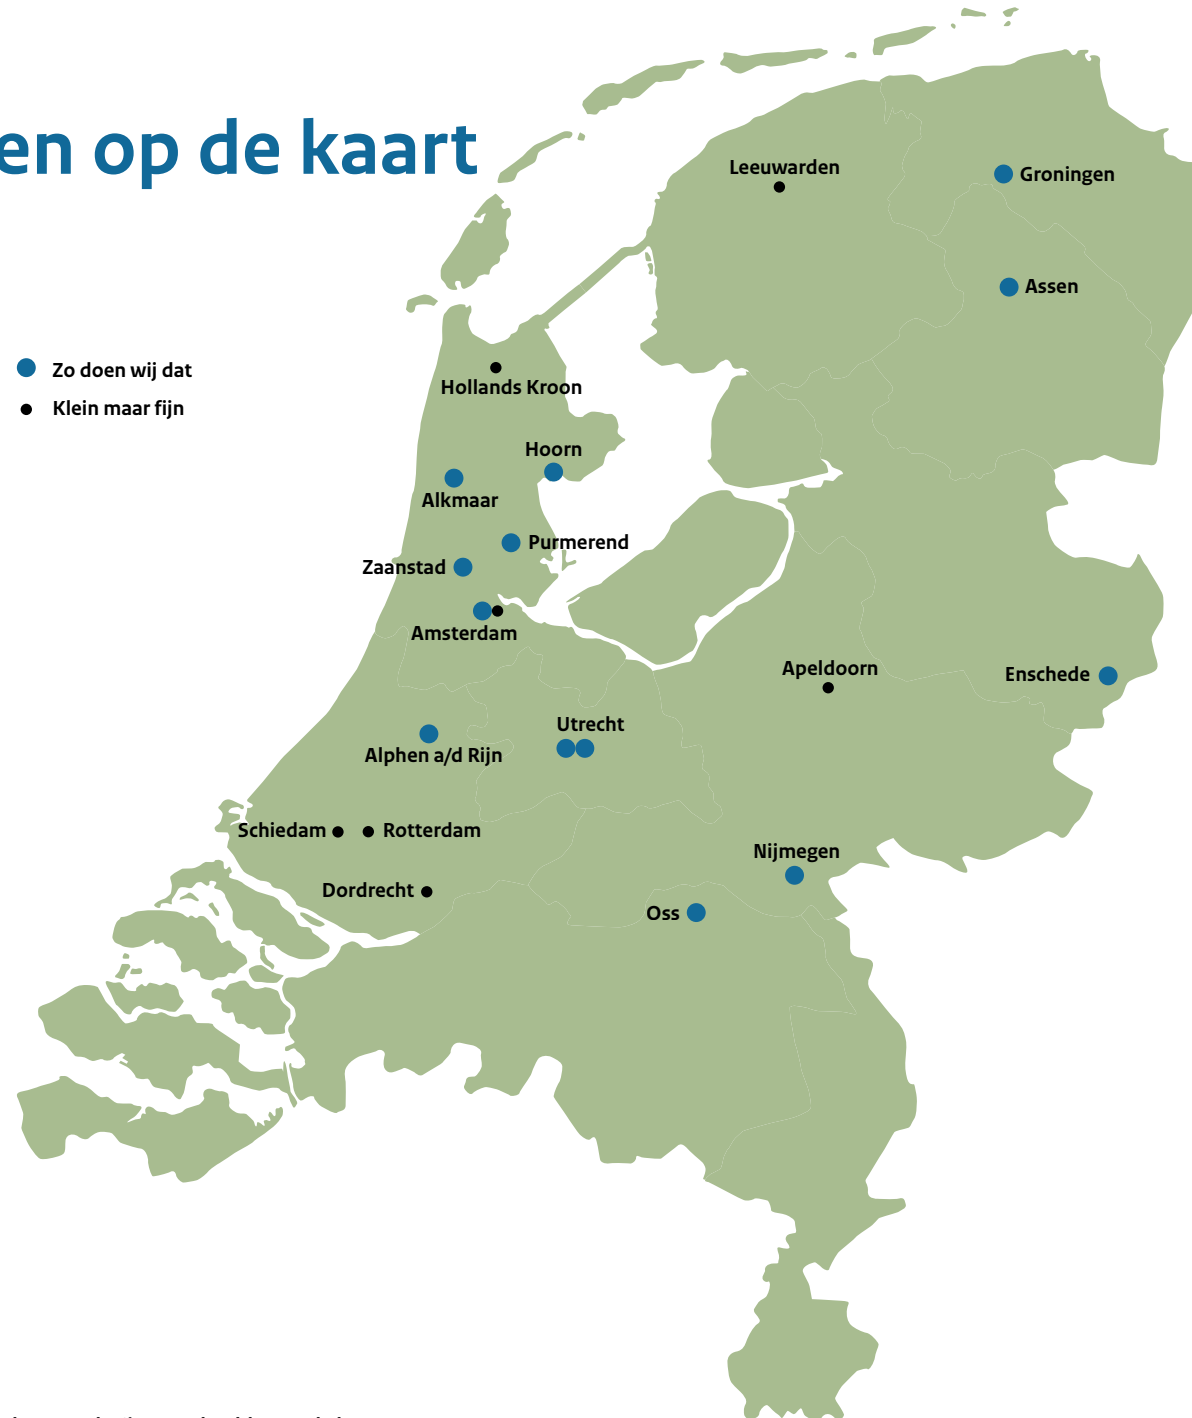 en op de kaart
Leeuwarden
Groningen
Assen
Zo doen wij dat
Klein maar fijn
Hollands Kroon
Hoorn
Alkmaar
Purmerend
Zaanstad
Amsterdam
Apeldoorn
Enschede
Utrecht
Alphen a/d Rijn
Schiedam
Rotterdam
Nijmegen
Dordrecht
Oss